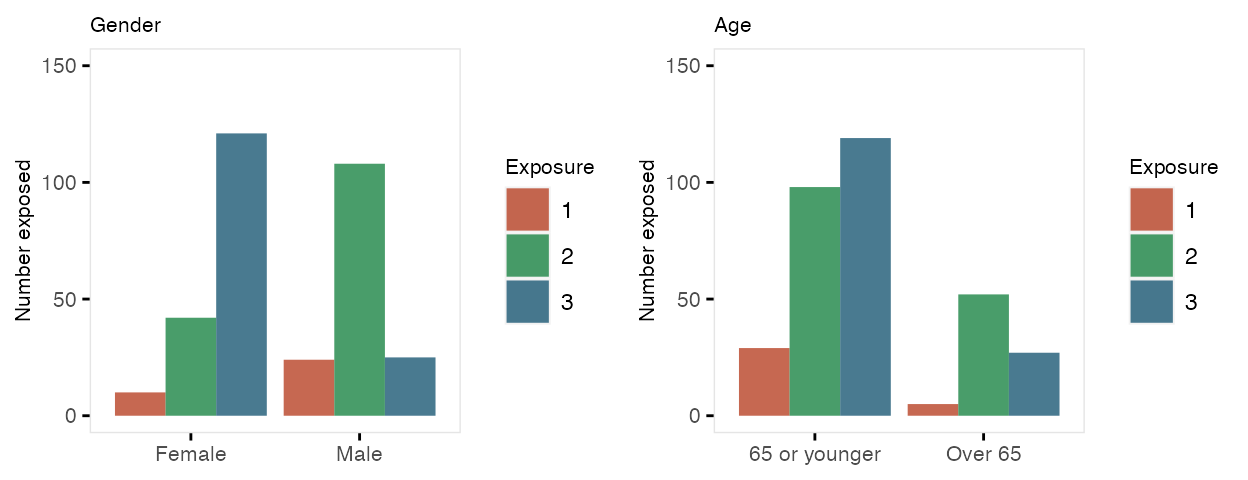 Gender
Number exposed
150
100
50
0
Female
Male
Exposure
1
2
3
Age
Number exposed
150
100
50
0
65 or younger
Over 65
Exposure
1
2
3